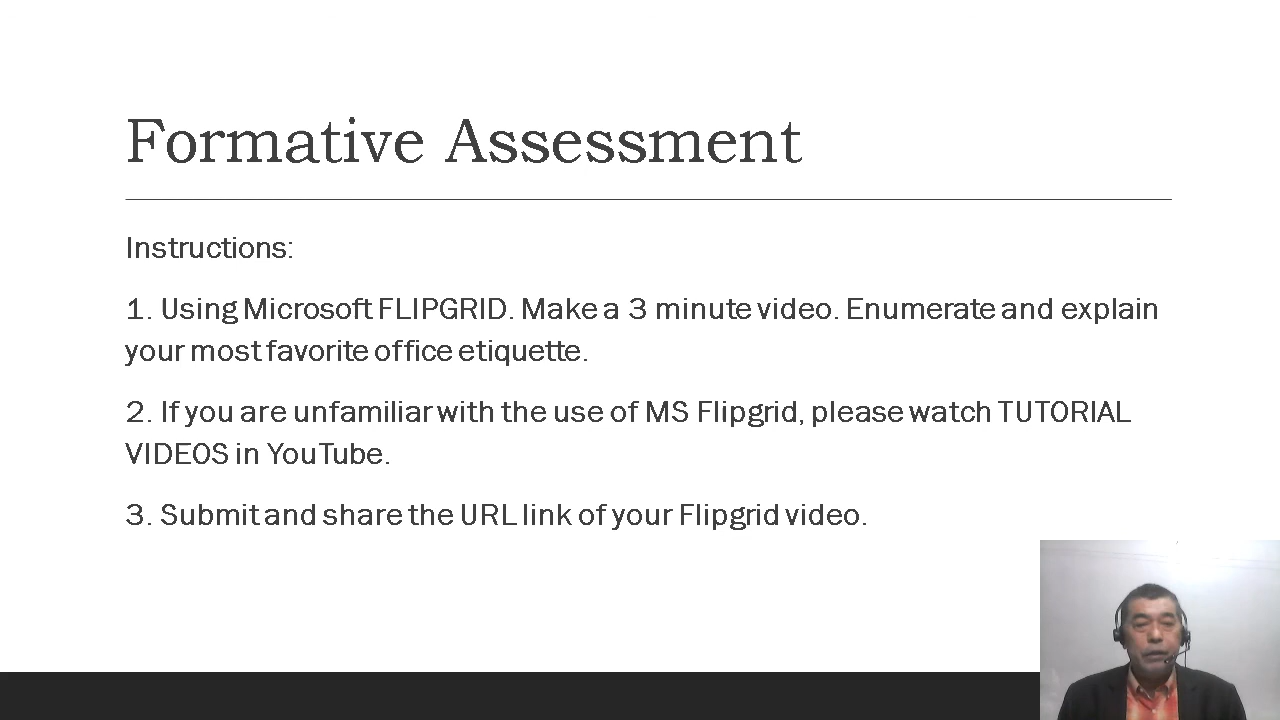 Formative Assessment
Instructions:
1. Using Microsoft FLIPGRID. Make a 3 minute video. Enumerate and explain
your most favorite office etiquette.
2. If you are unfamiliar with the use of MS Flipgrid, please watch TUTORIAL
VIDEOS in YouTube.
3. Submit and share the URL link of your Flipgrid video.